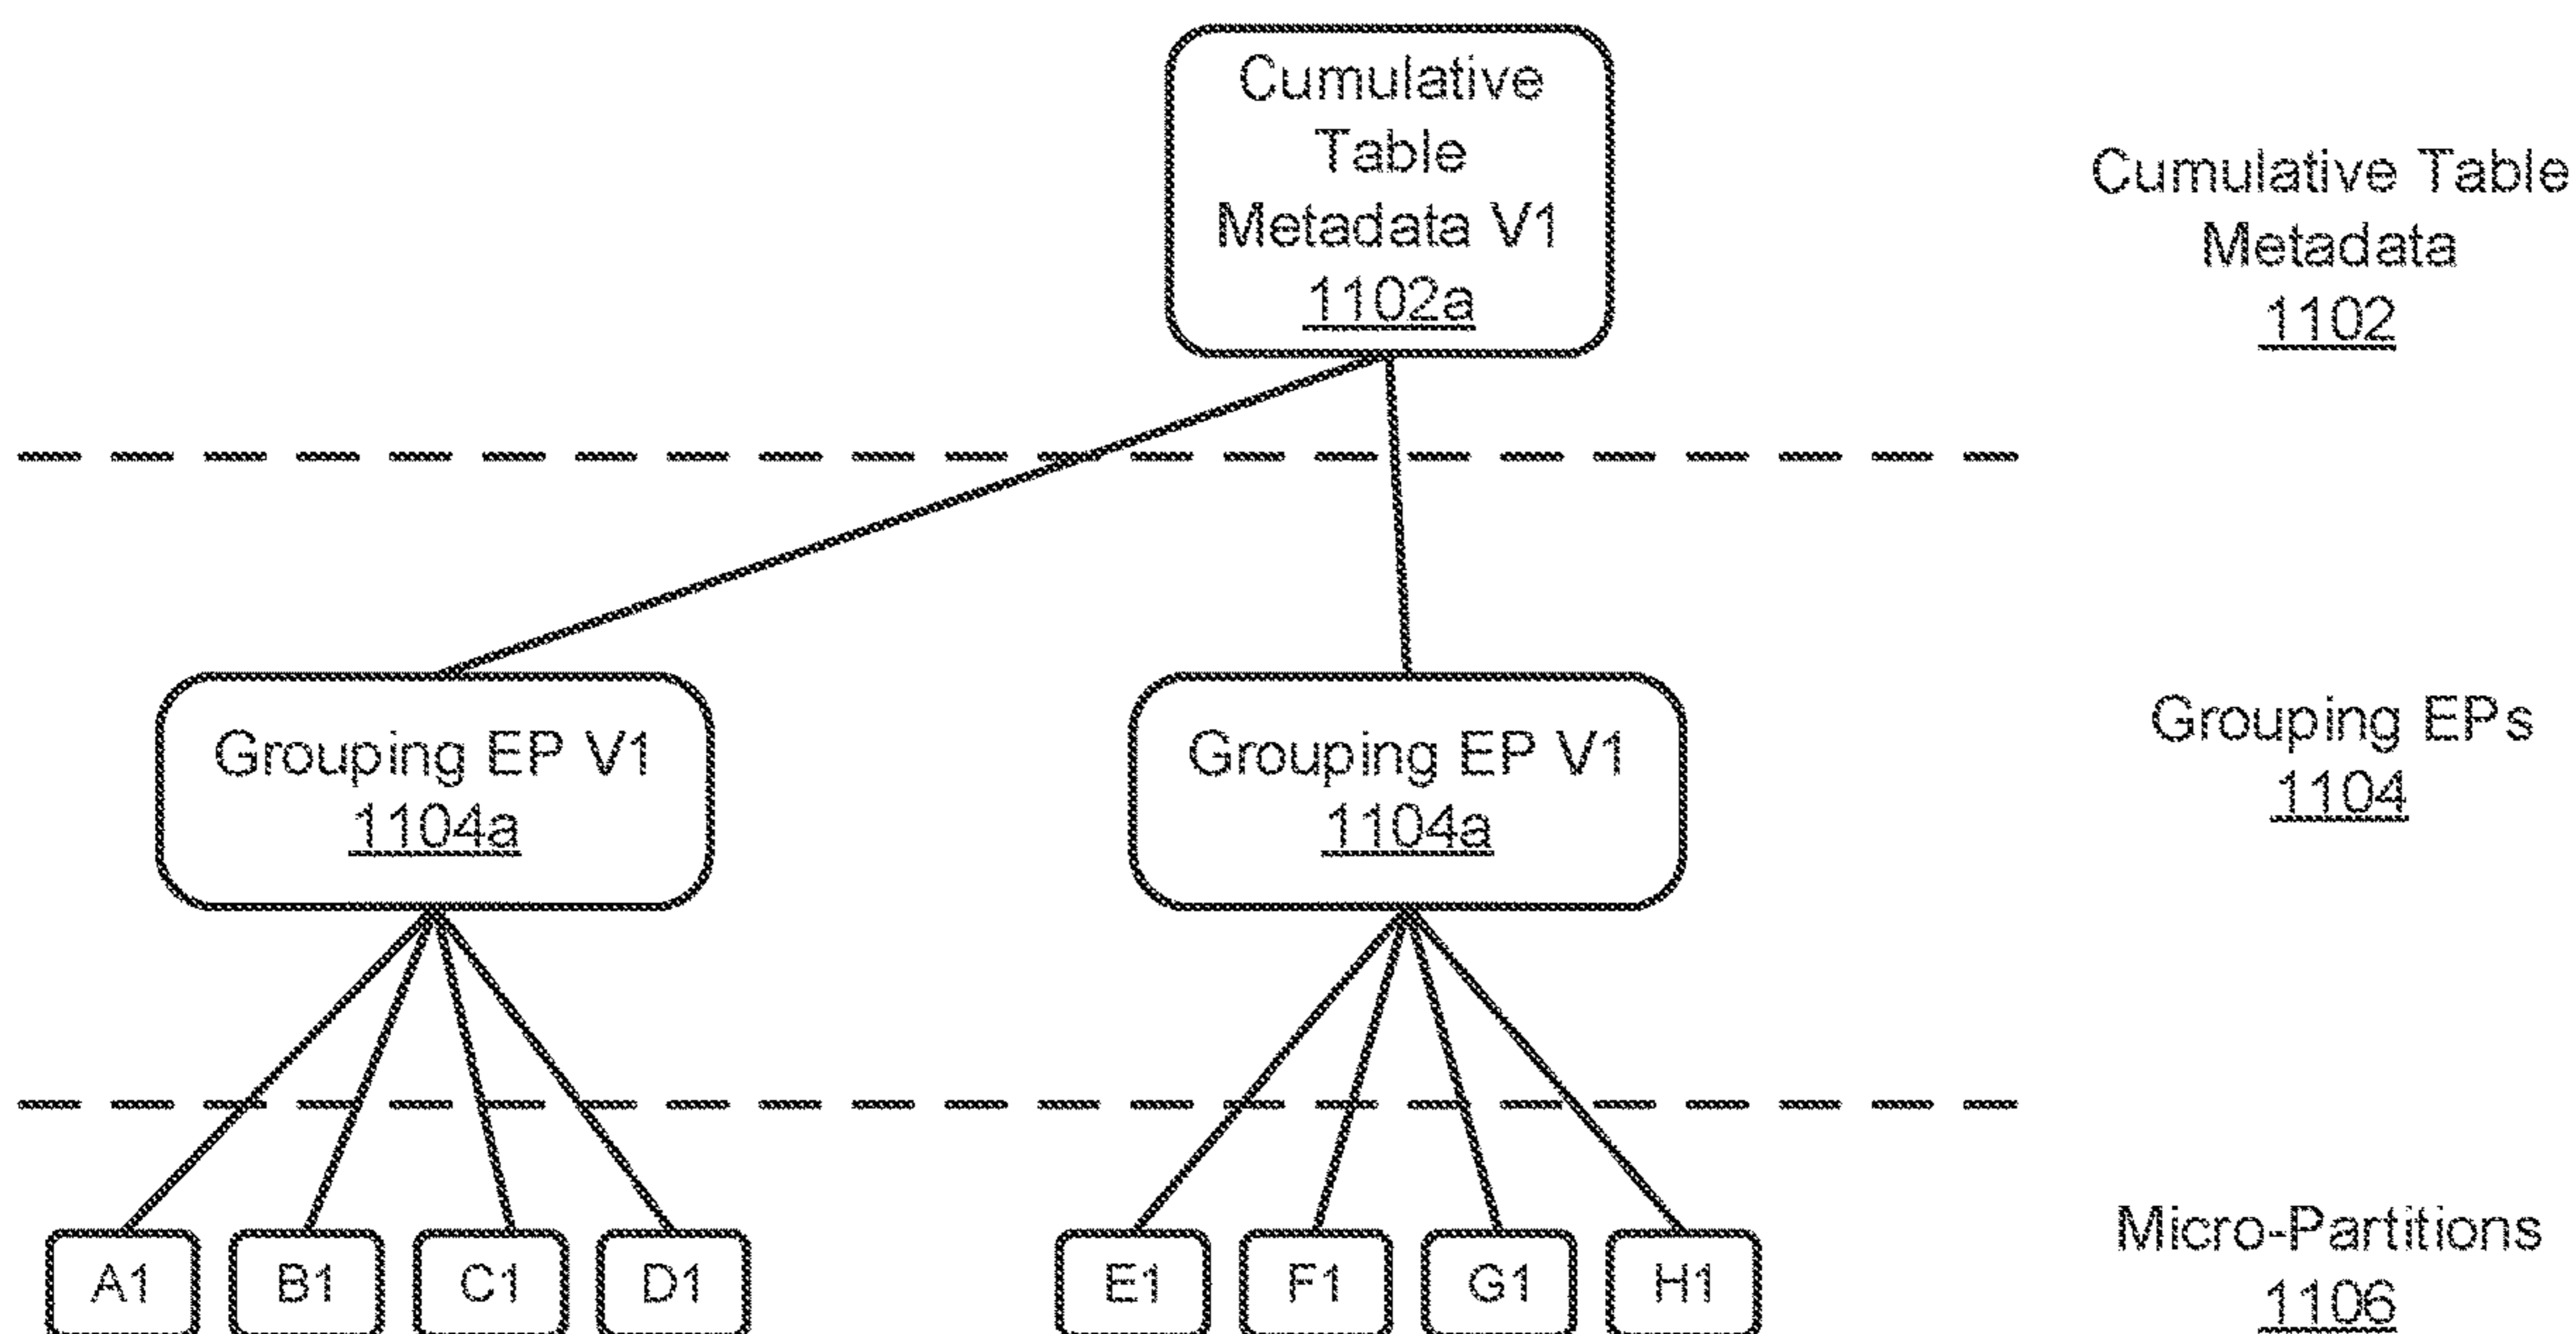 Cumulative
Table
Metadata V1
1102a
Cumulative Table
Metadata
1102
Grouping EP V1
1104a
Grouping EP V1
1104a
Grouping EPs
1104
A1
B1
C1
D1
E1
F1
G1
H1
Micro-Partitions
1106